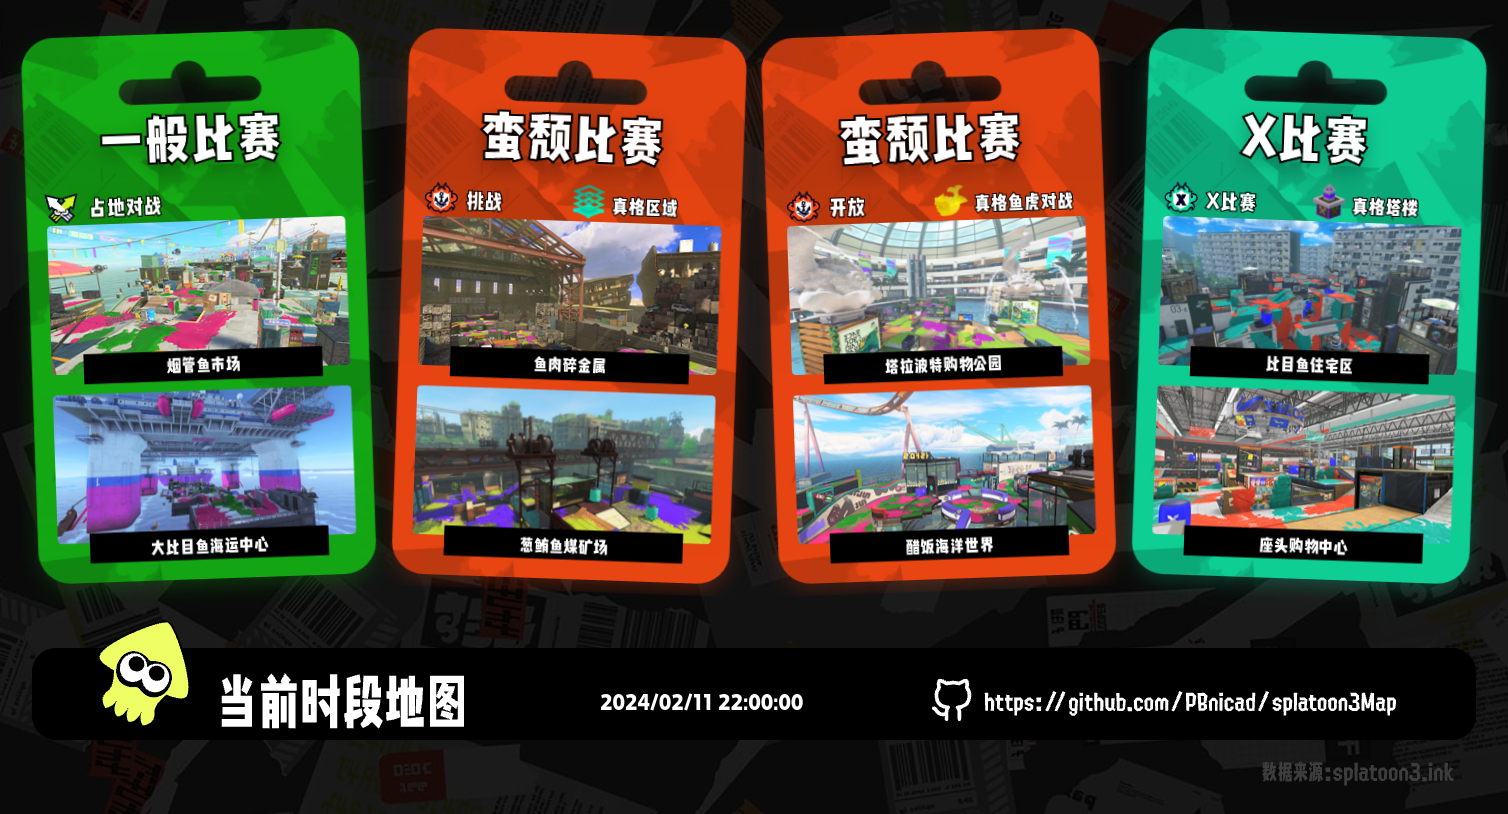 一般比赛
占地对战
烟管鱼市场
大比目鱼海运中心
蛮颓比赛
挑战
真格区域
鱼肉碎金属
葱鲔鱼煤矿场
蛮颓比赛
开放
真格鱼虎对战
塔拉波特购物公园
醋饭海洋世界
X比赛
X比赛
真格塔楼
比目鱼住宅区
座头购物中心
当前时段地图
2024/02/11 22:00:00
https://github.com/PBnicad/splatoon3Map
数据来源:splatoon3.ink